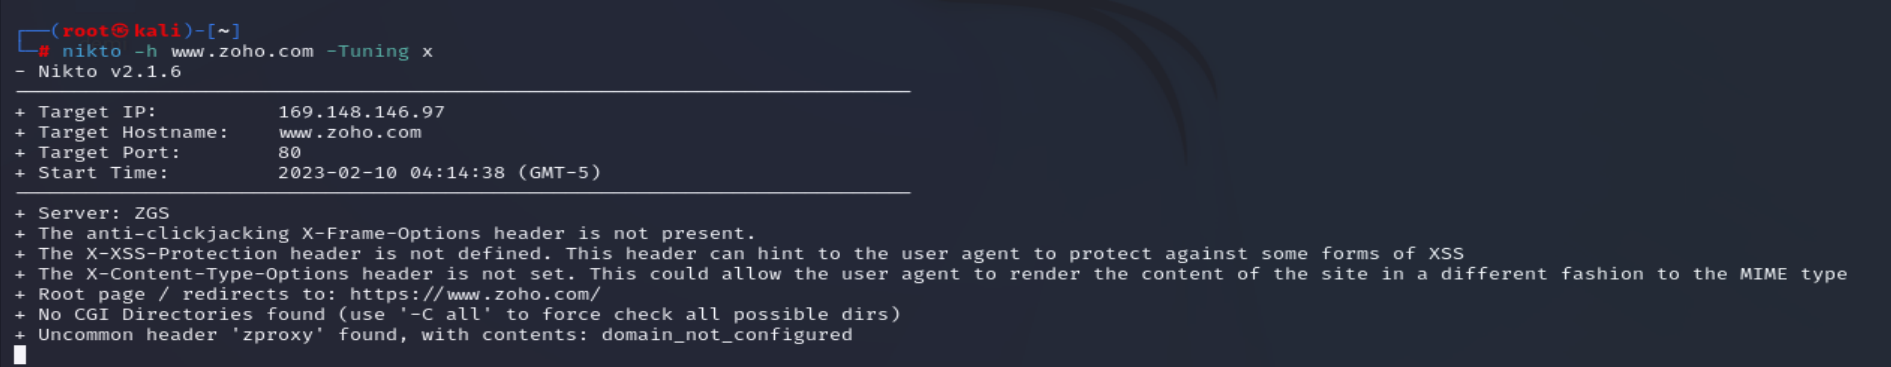 ┌──(root㉿kali)-[~]
└─# nikto -h www.zoho.com -Tuning x
- Nikto v2.1.6
+ Target IP:          169.148.146.97
+ Target Hostname:    www.zoho.com
+ Target Port:        80
+ Start Time:         2023-02-10 04:14:38 (GMT-5)
+ Server: ZGS
+ The anti-clickjacking X-Frame-Options header is not present.
+ The X-XSS-Protection header is not defined. This header can hint to the user agent to protect against some forms of XSS
+ The X-Content-Type-Options header is not set. This could allow the user agent to render the content of the site in a different fashion to the MIME type
+ Root page / redirects to: https://www.zoho.com/
+ No CGI Directories found (use '-C all' to force check all possible dirs)
+ Uncommon header 'zproxy' found, with contents: domain_not_configured